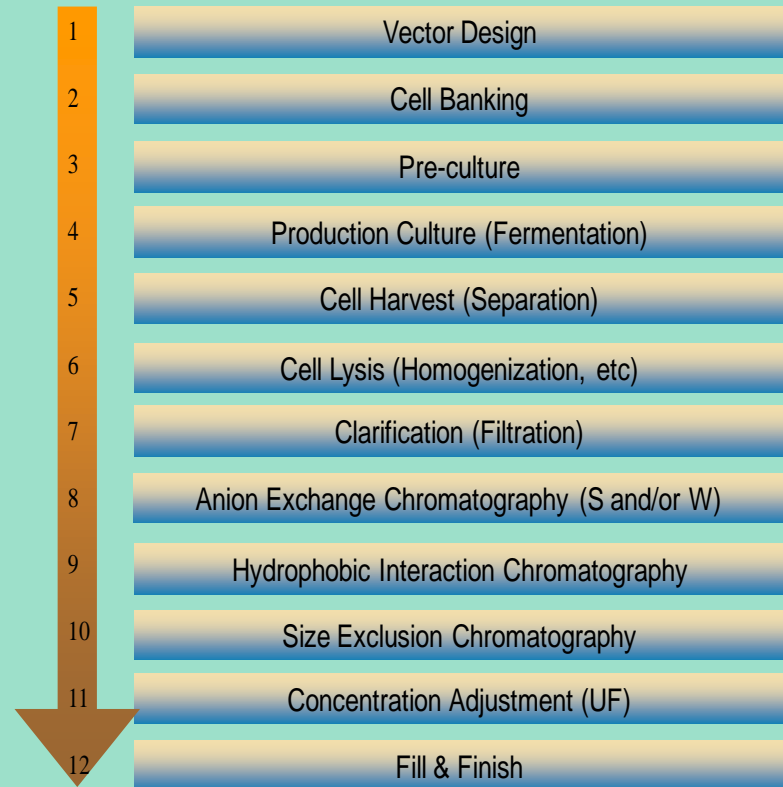 1 Vector Design
2 Cell Banking
3 Pre-culture
4 Production Culture (Fermentation)
5 Cell Harvest (Separation)
6 Cell Lysis (Homogenization, etc)
7 Clarification (Filtration)
8 Anion Exchange Chromatography (S and/or W)
9 Hydrophobic Interaction Chromatography
10 Size Exclusion Chromatography
11 Concentration Adjustment (UF)
12 Fill & Finish